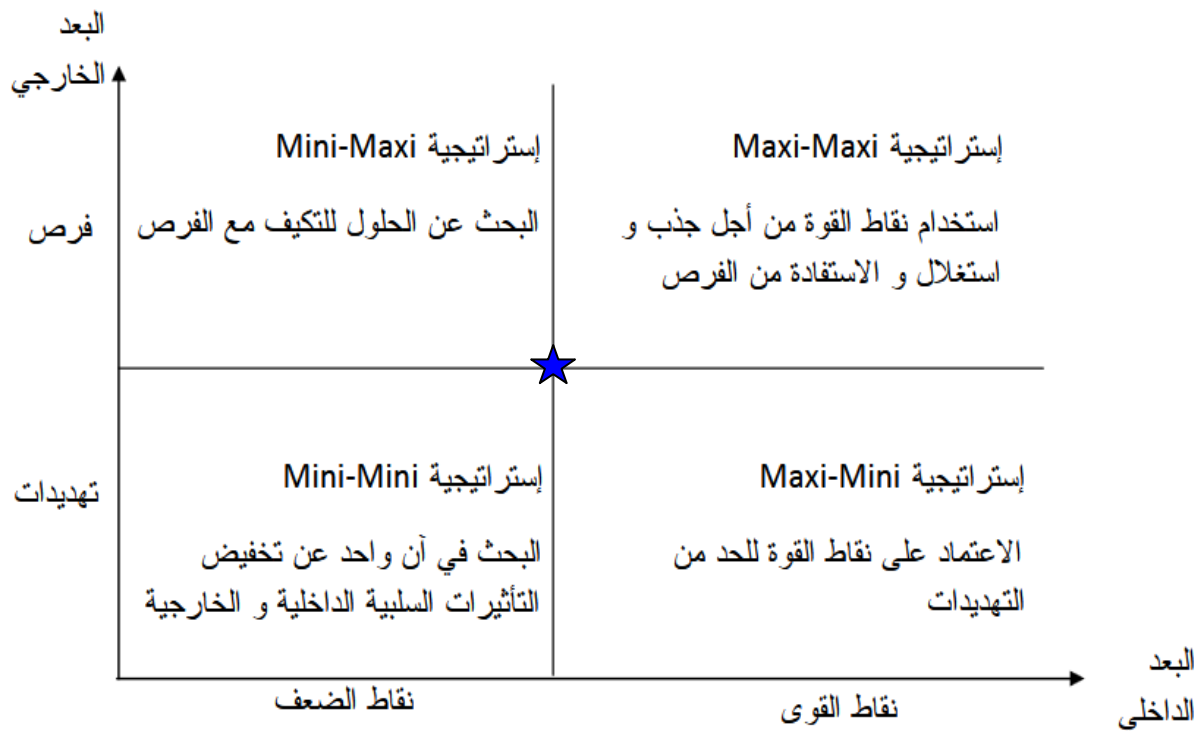 البعد
الخارجي
إستراتيجية Maxi-Maxi
استخدام نقاط القوة من أجل جذب و
استغلال و الاستفادة من الفرص
إستراتيجية Mini-Maxi
البحث عن الحلول للتكيف مع الفرص
فرص
إستراتيجية Maxi-Mini
الاعتماد على نقاط القوة للحد من
التهديدات
إستراتيجية Mini-Mini
البحث في آن واحد عن تخفيض
التأثيرات السلبية الداخلية و الخارجية
تهديدات
البعد
الداخلي
نقاط القوى
نقاط الضعف